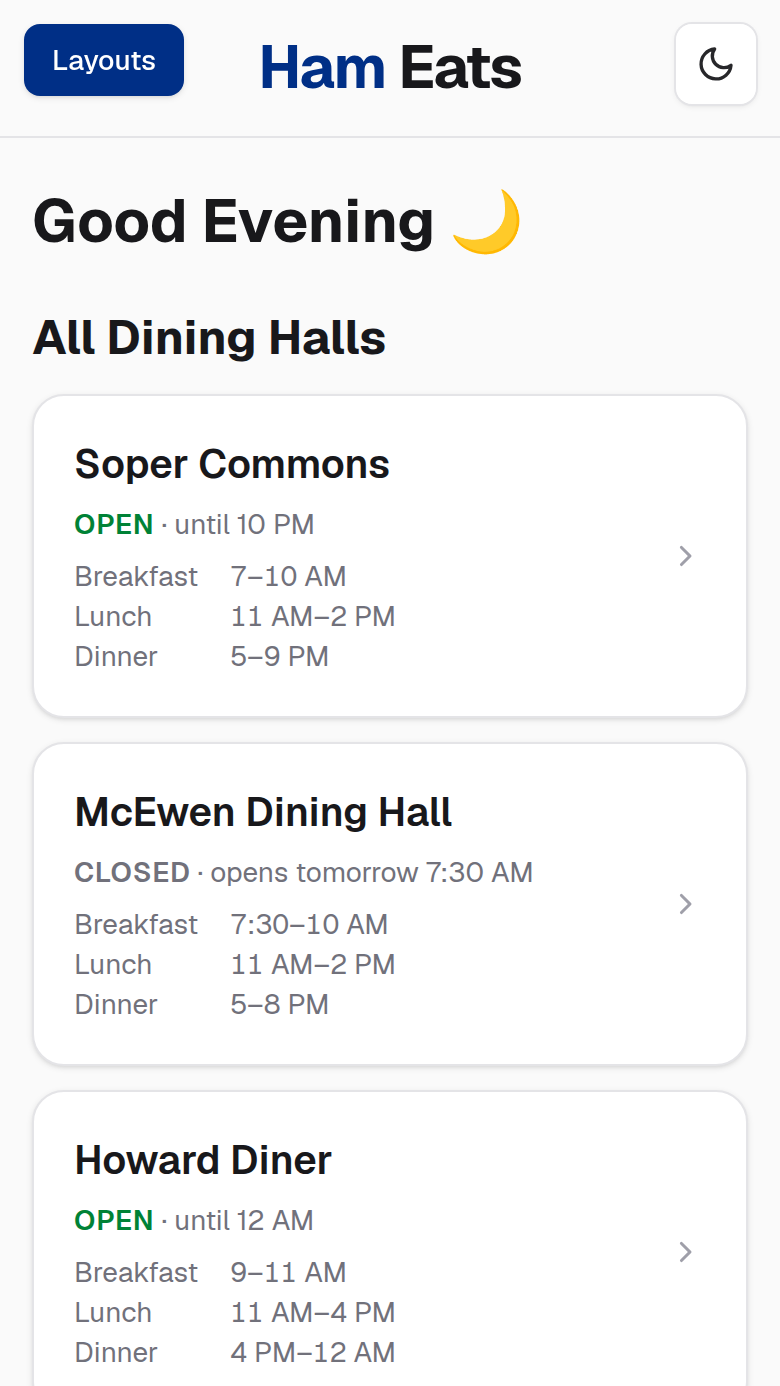 Layouts
Ham Eats
Good Evening 🌙
All Dining Halls
Soper Commons
OPEN · until 10 PM
Breakfast 7–10 AM
Lunch 11 AM–2 PM
Dinner 5–9 PM
McEwen Dining Hall
CLOSED · opens tomorrow 7:30 AM
Breakfast 7:30–10 AM
Lunch 11 AM–2 PM
Dinner 5–8 PM
Howard Diner
OPEN · until 12 AM
Breakfast 9–11 AM
Lunch 11 AM–4 PM
Dinner 4 PM–12 AM